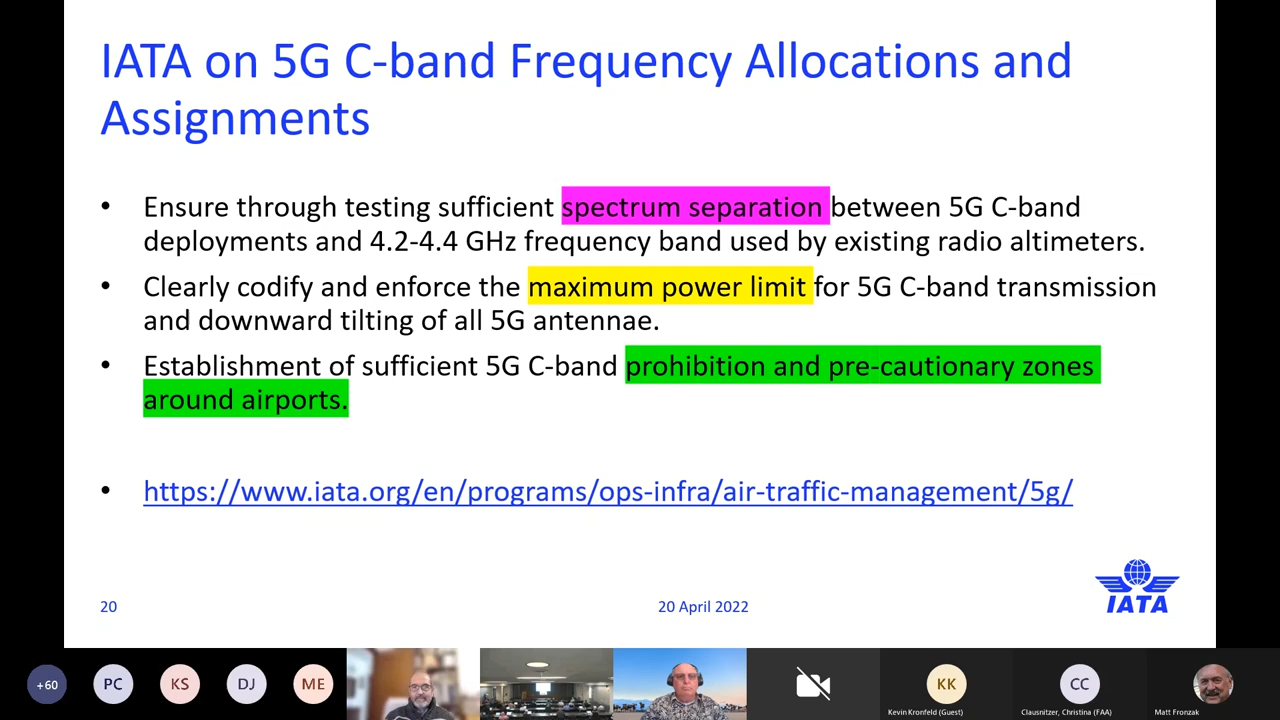 IATA on 5G C-band Frequency Allocations and
Assignments
• Ensure through testing sufficient spectrum separation between 5G C-band
deployments and 4.2-4.4 GHz frequency band used by existing radio altimeters.
• Clearly codify and enforce the maximum power limit for 5G C-band transmission
and downward tilting of all 5G antennae.
• Establishment of sufficient 5G C-band prohibition and pre-cautionary zones
around airports.
• https://www.iata.org/en/programs/ops-infra/air-traffic-management/5g/
20
20 April 2022
IATA
+60
PC
KS
DJ
ME
KK
CC
Kevin Kronfeld (Guest)
Clausnitzer, Christina (FAA)
Matt Fronzak